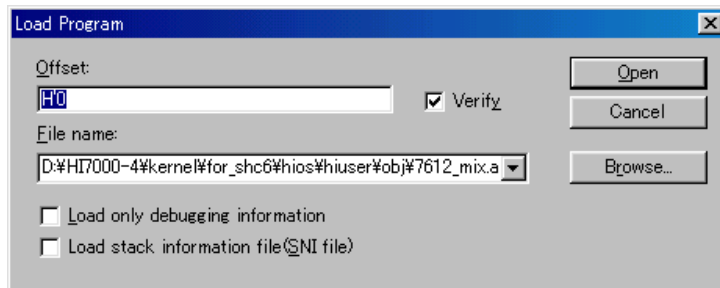 Load Program
Offset:
H'0
Verify
Open
Cancel
File name:
D:¥HI7000-4¥kernel¥for_shc6¥hios¥hiuser¥obj¥7612_mix.a
Browse...
Load only debugging information
Load stack information file(SNI file)